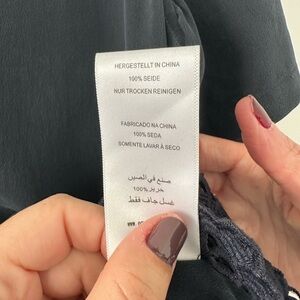 HERGESTELLT IN CHINA
100% SEIDE
NUR TROCKEN REINIGEN
FABRICADO NA CHINA
100% SEDA
SOMENTE LAVAR À SECO
صنع في الصين
حرير 100%
غسل جاف فقط